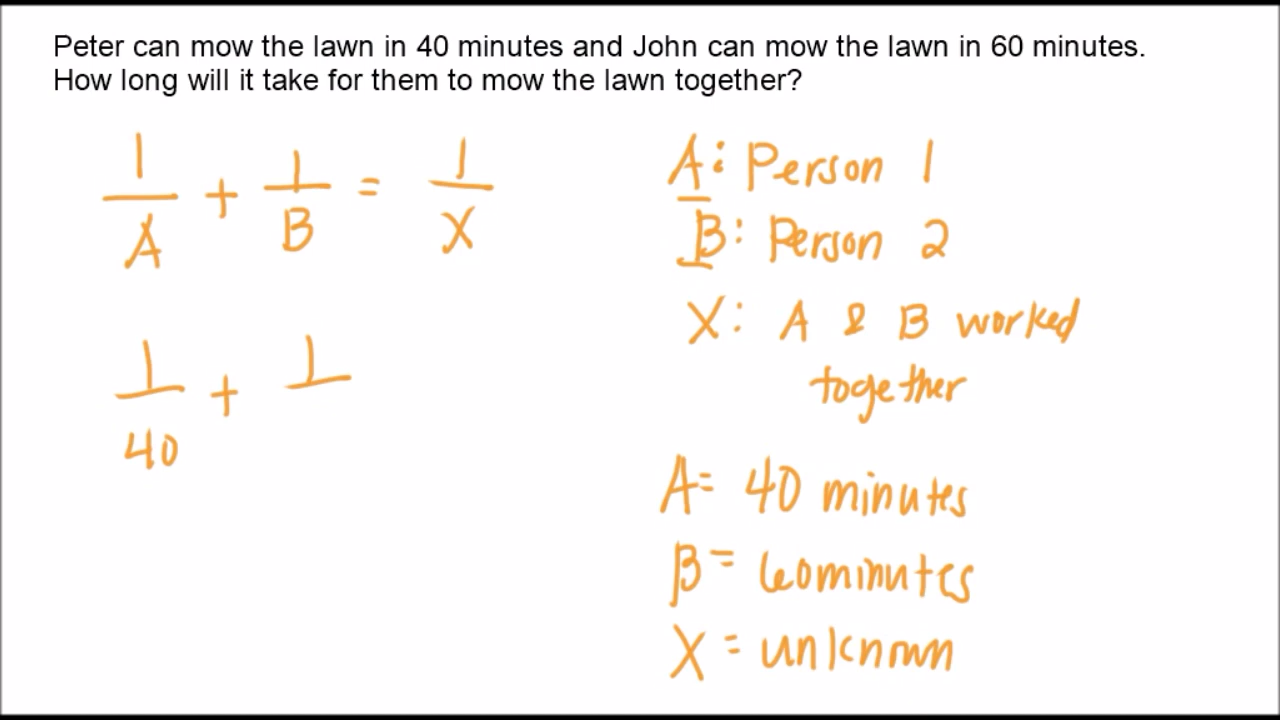 Peter can mow the lawn in 40 minutes and John can mow the lawn in 60 minutes.
How long will it take for them to mow the lawn together?
1/A + 1/B = 1/X
1/40 + 1/
A: Person 1
B: Person 2
X: A & B worked
together
A= 40 minutes
B= 60minutes
X = unknown